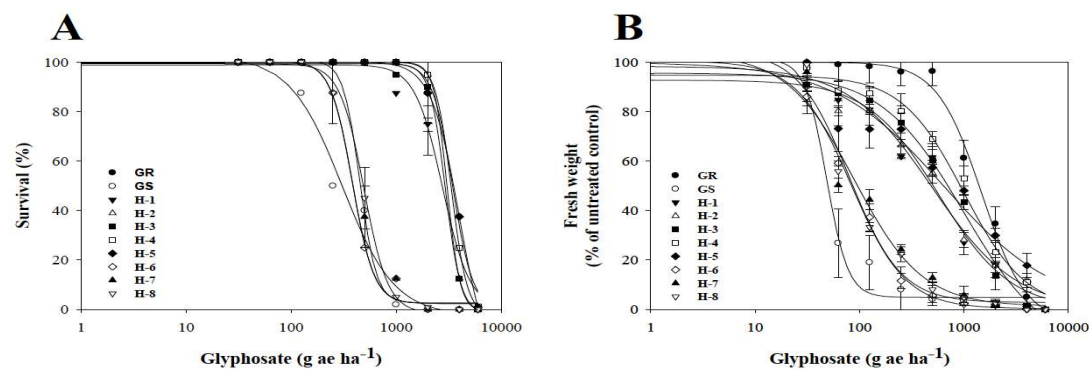 A
B
100
80
60
40
20
0
Survival (%)
GR
GS
H-1
H-2
H-3
H-4
H-5
H-6
H-7
H-8
1
10
100
1000
10000
Glyphosate (g ae ha⁻¹)
100
80
60
40
20
0
Fresh weight
(% of untreated control)
GR
GS
H-1
H-2
H-3
H-4
H-5
H-6
H-7
H-8
1
10
100
1000
10000
Glyphosate (g ae ha⁻¹)